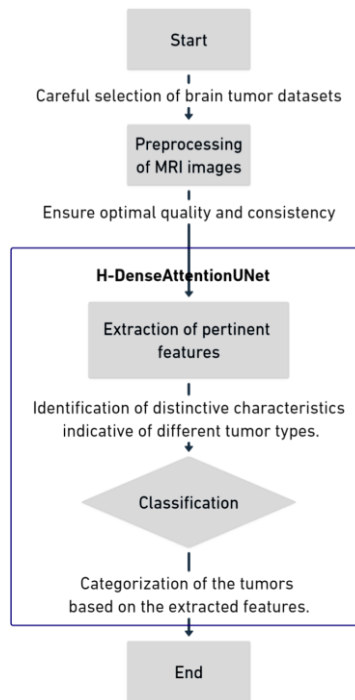 Start
Careful selection of brain tumor datasets
Preprocessing
of MRI images
Ensure optimal quality and consistency
H-DenseAttentionUNet
Extraction of pertinent
features
Identification of distinctive characteristics
indicative of different tumor types.
Classification
Categorization of the tumors
based on the extracted features.
End